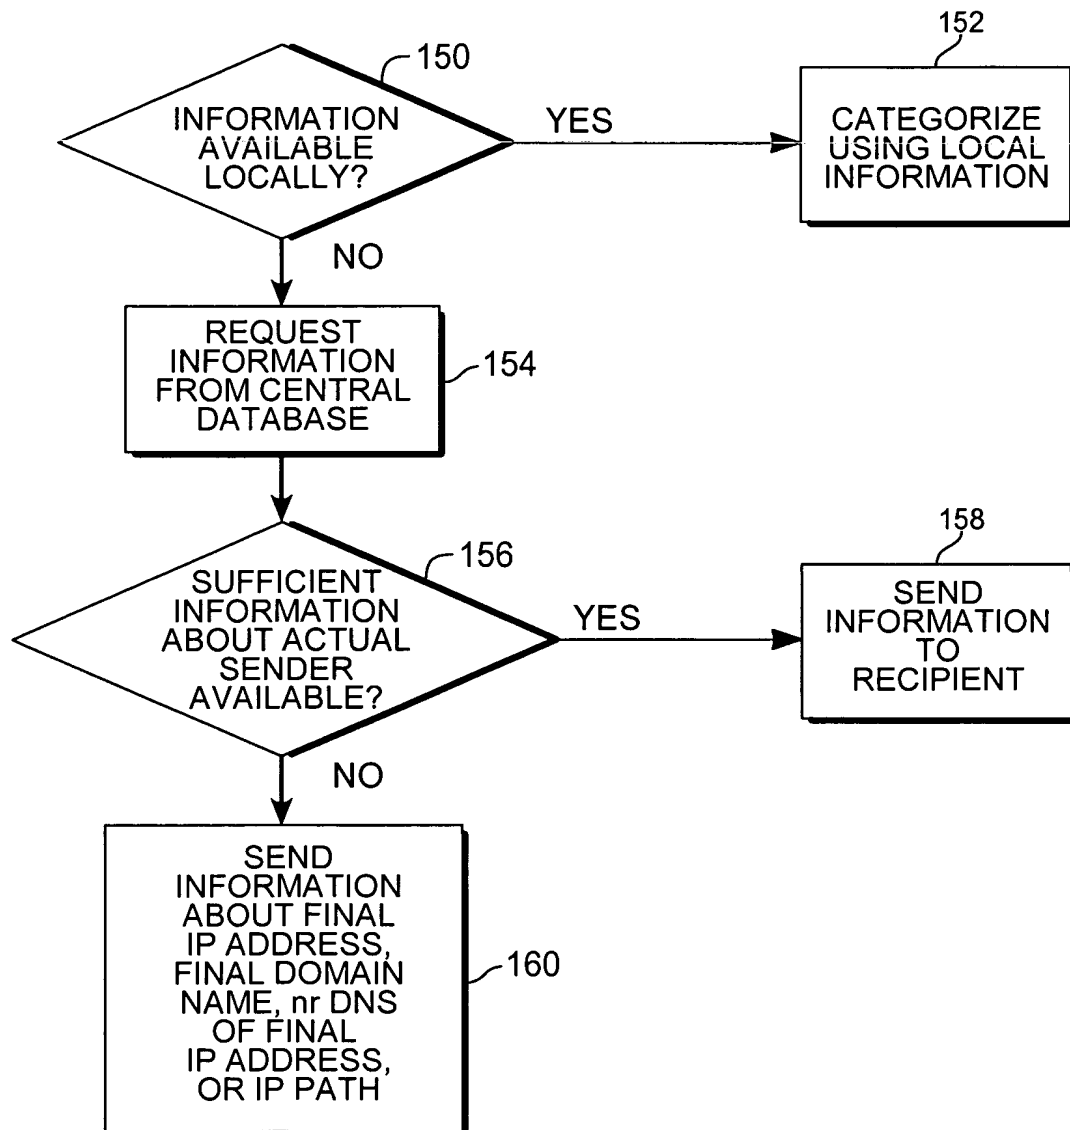 150
INFORMATION
AVAILABLE
LOCALLY?
YES
152
CATEGORIZE
USING LOCAL
INFORMATION
NO
REQUEST
INFORMATION
FROM CENTRAL
DATABASE
154
156
SUFFICIENT
INFORMATION
ABOUT ACTUAL
SENDER
AVAILABLE?
YES
158
SEND
INFORMATION
TO
RECIPIENT
NO
SEND
INFORMATION
ABOUT FINAL
IP ADDRESS,
FINAL DOMAIN
NAME, nr DNS
OF FINAL
IP ADDRESS,
OR IP PATH
160